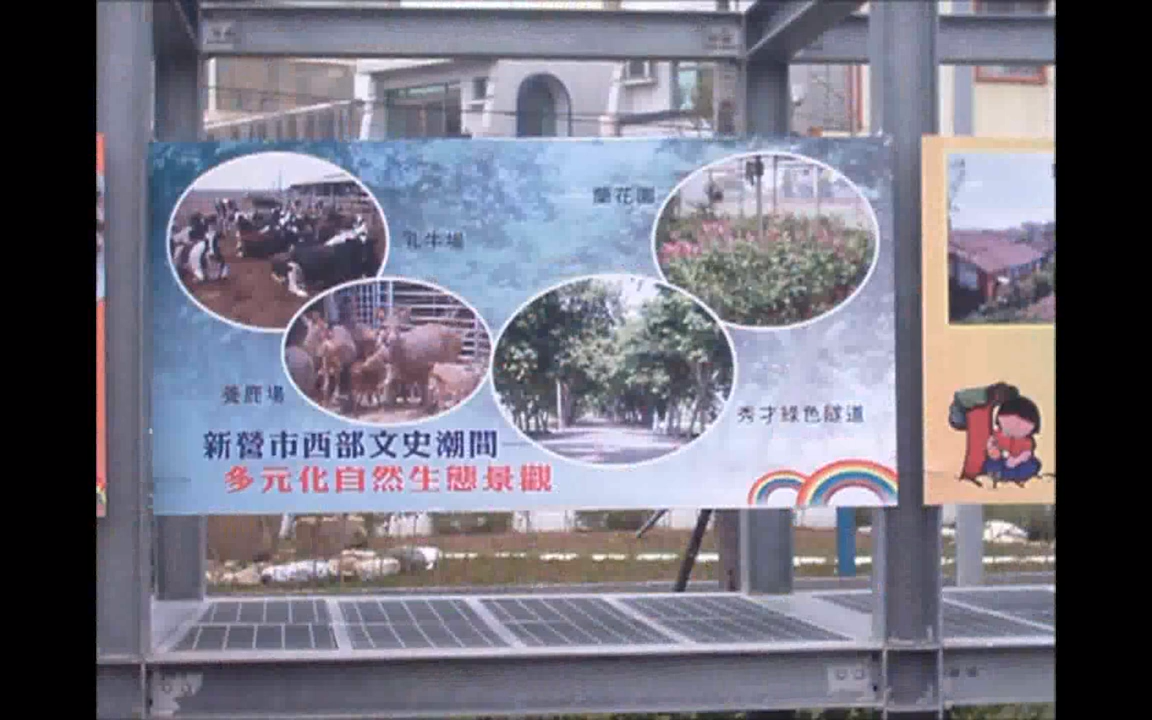 蘭花園
乳牛場
養鹿場
秀才綠色隧道
新營市西部文史潮間
多元化自然生態景觀